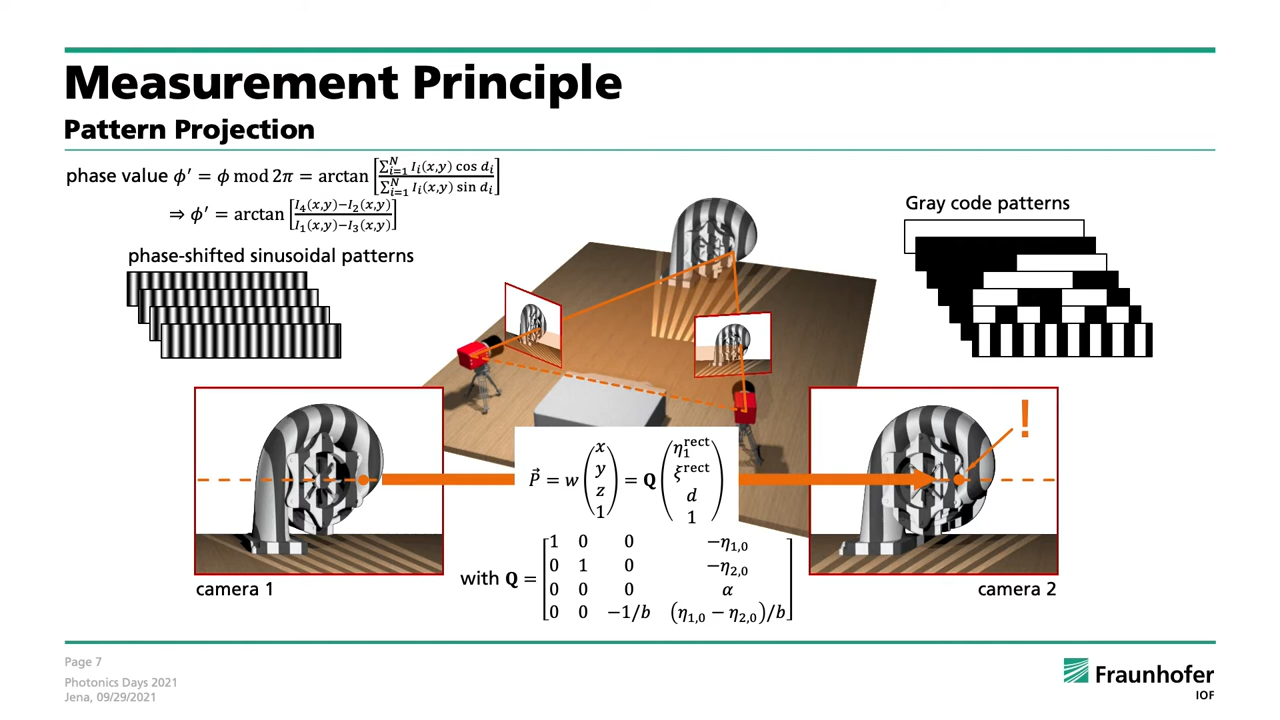 Measurement Principle
Pattern Projection
phase value ϕ′ = ϕ mod 2π = arctan [∑ᵢ₌₁ᴺ Iᵢ(x,y) cos dᵢ / ∑ᵢ₌₁ᴺ Iᵢ(x,y) sin dᵢ]
⇒ ϕ′ = arctan [I₄(x,y)−I₂(x,y) / I₁(x,y)−I₃(x,y)]
phase-shifted sinusoidal patterns
Gray code patterns
!
P⃗ = w (x y z 1) = Q (η₁ʳᵉᶜᵗ ξʳᵉᶜᵗ d 1)
with Q =
1 0 0 −η₁,₀
0 1 0 −η₂,₀
0 0 0 α
0 0 −1/b (η₁,₀ − η₂,₀)/b
camera 1
camera 2
Page 7
Photonics Days 2021
Jena, 09/29/2021
Fraunhofer
IOF